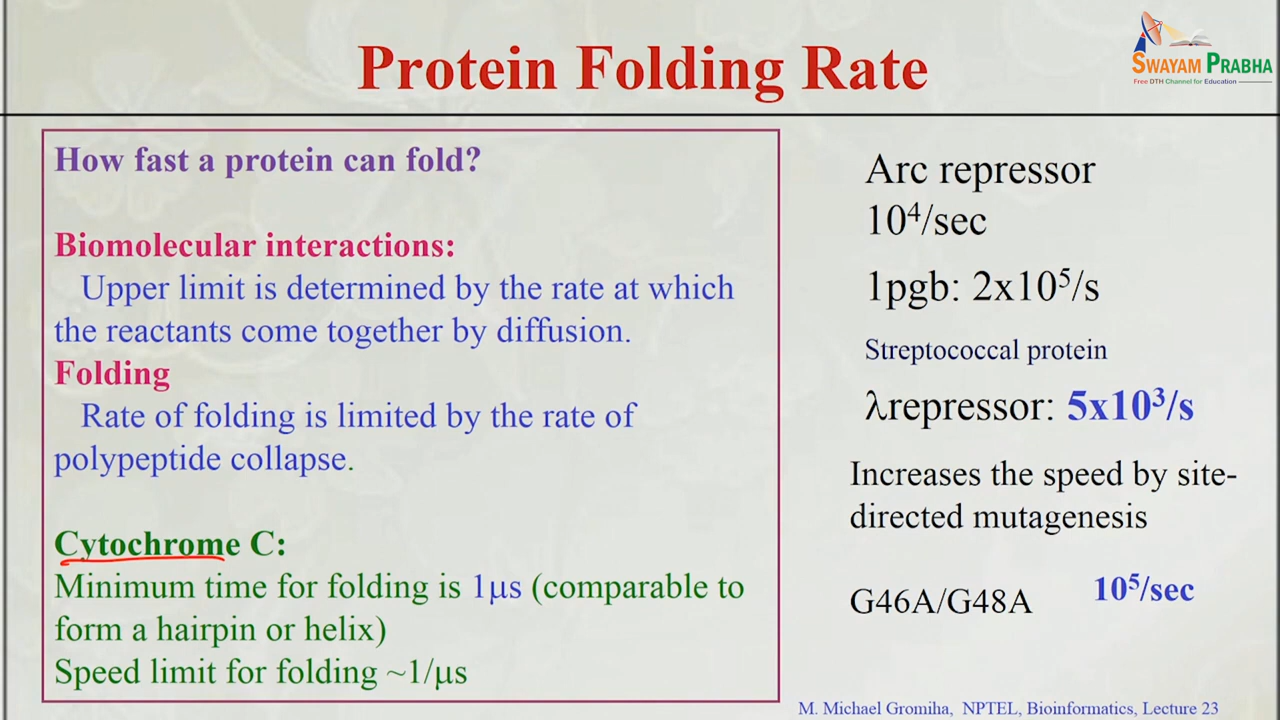 Protein Folding Rate
SWAYAM PRABHA
Free DTH Channel for Education
How fast a protein can fold?
Biomolecular interactions:
Upper limit is determined by the rate at which
the reactants come together by diffusion.
Folding
Rate of folding is limited by the rate of
polypeptide collapse.
Cytochrome C:
Minimum time for folding is 1μs (comparable to
form a hairpin or helix)
Speed limit for folding ~1/μs
Arc repressor
10⁴/sec
1pgb: 2x10⁵/s
Streptococcal protein
λrepressor: 5x10³/s
Increases the speed by site-
directed mutagenesis
G46A/G48A 10⁵/sec
M. Michael Gromiha, NPTEL, Bioinformatics, Lecture 23